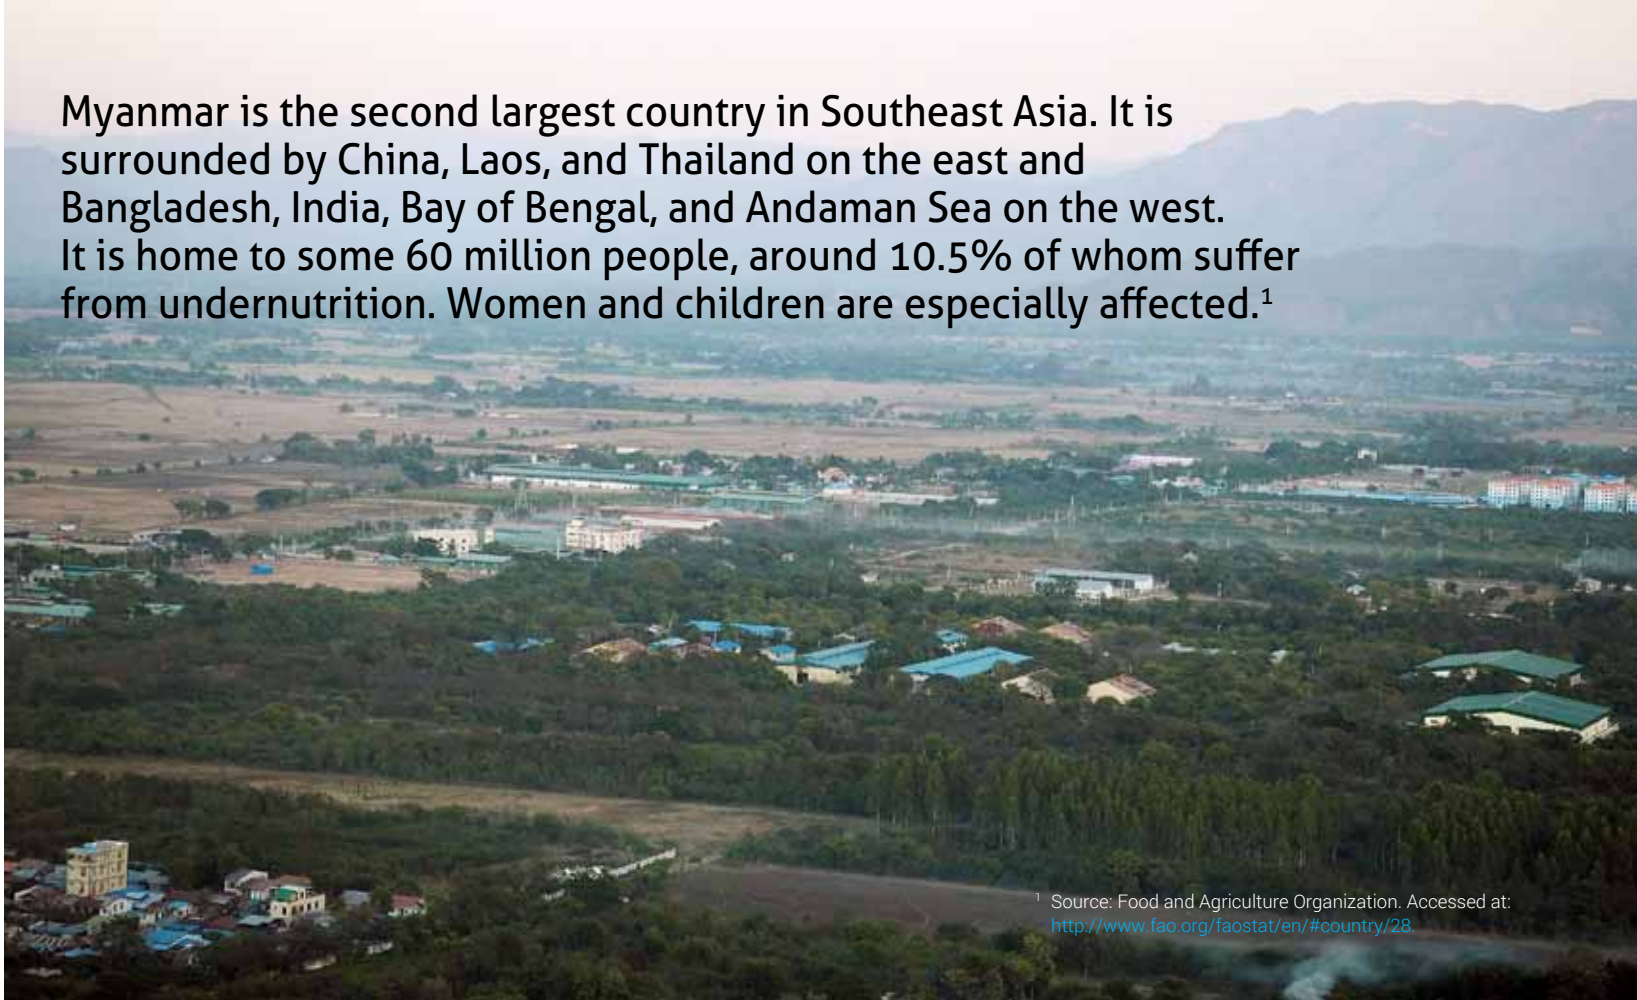 Myanmar is the second largest country in Southeast Asia. It is
surrounded by China, Laos, and Thailand on the east and
Bangladesh, India, Bay of Bengal, and Andaman Sea on the west.
It is home to some 60 million people, around 10.5% of whom suffer
from undernutrition. Women and children are especially affected.¹
¹ Source: Food and Agriculture Organization. Accessed at:
http://www.fao.org/faostat/en/#country/28.